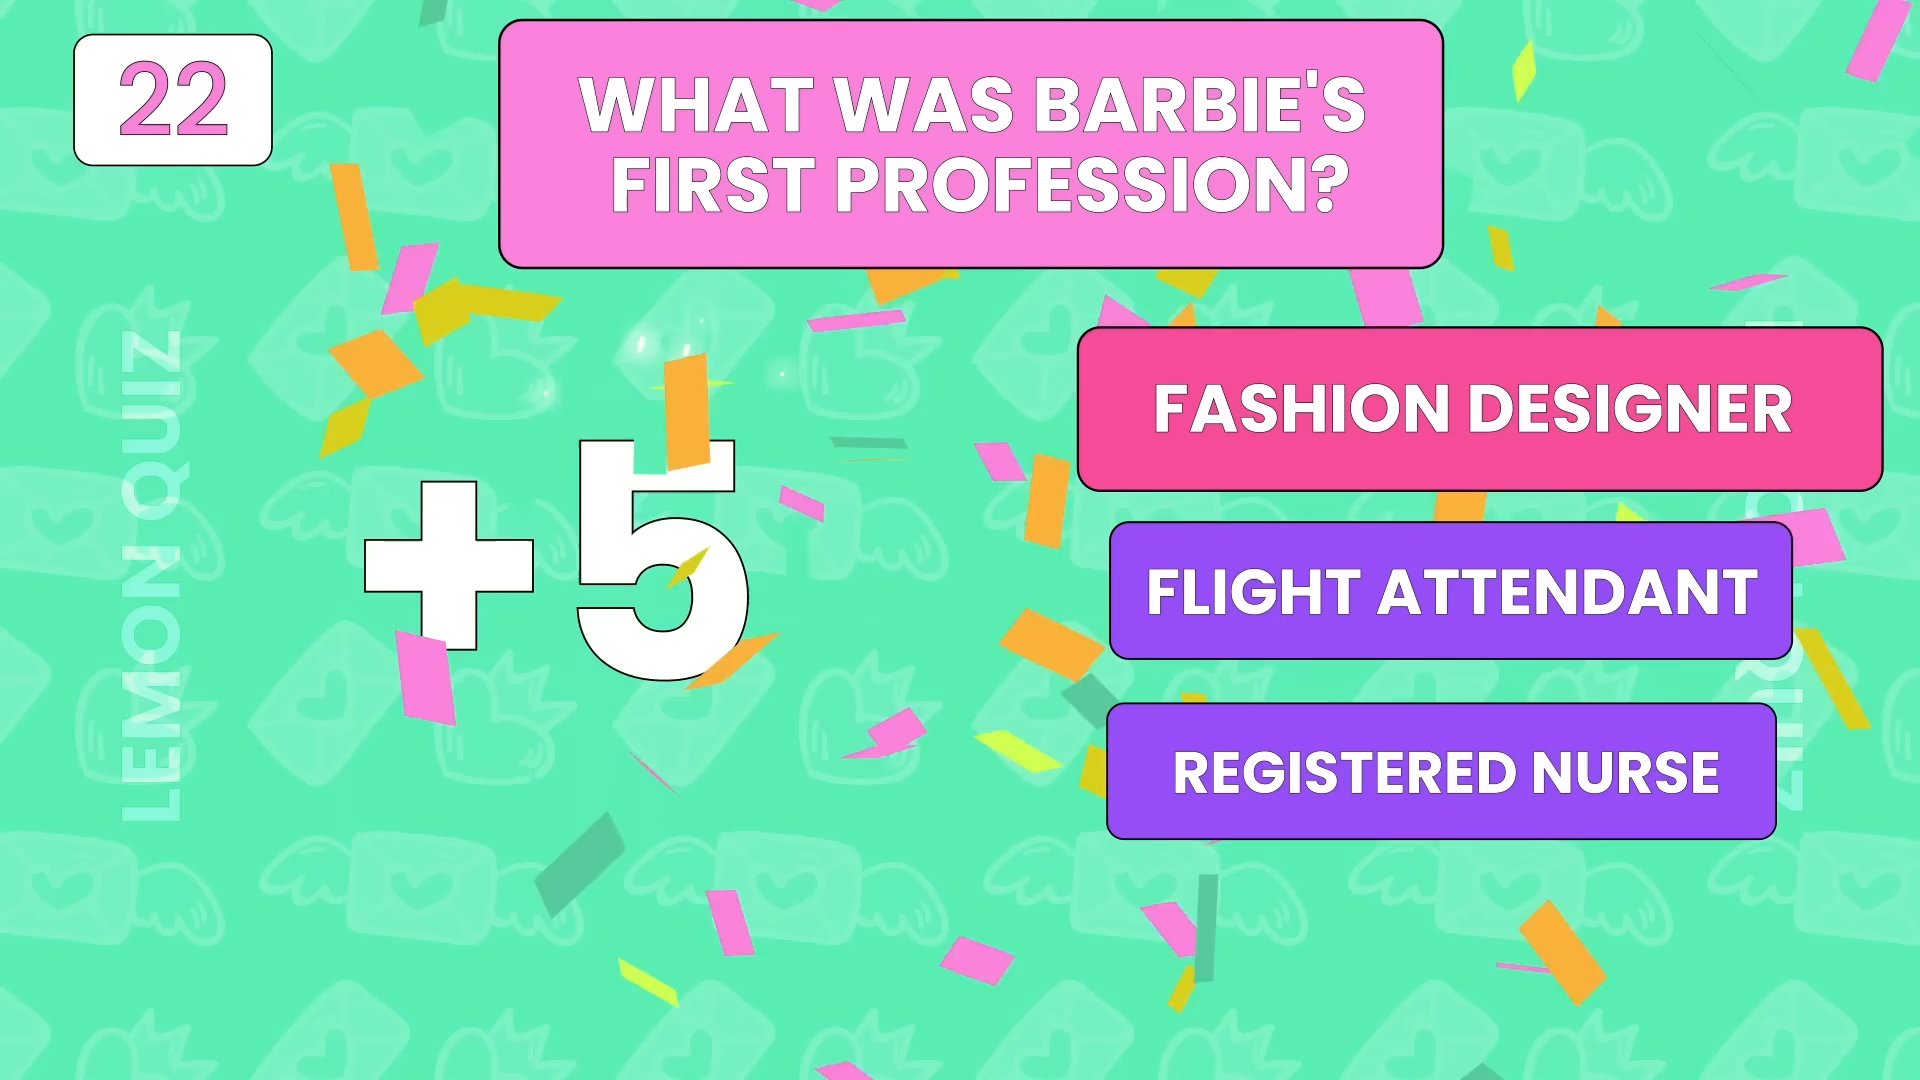 22
WHAT WAS BARBIE'S
FIRST PROFESSION?
LEMON QUIZ
+5
FASHION DESIGNER
FLIGHT ATTENDANT
REGISTERED NURSE